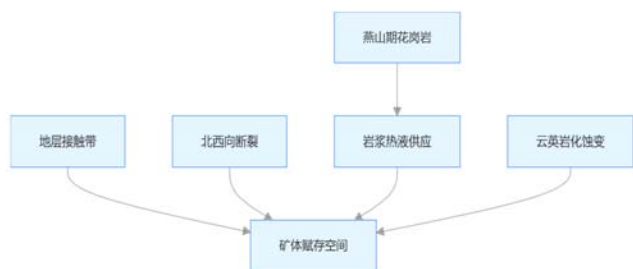 燕山期花岗岩
地层接触带
北西向断裂
岩浆热液供应
云英岩化蚀变
矿体赋存空间